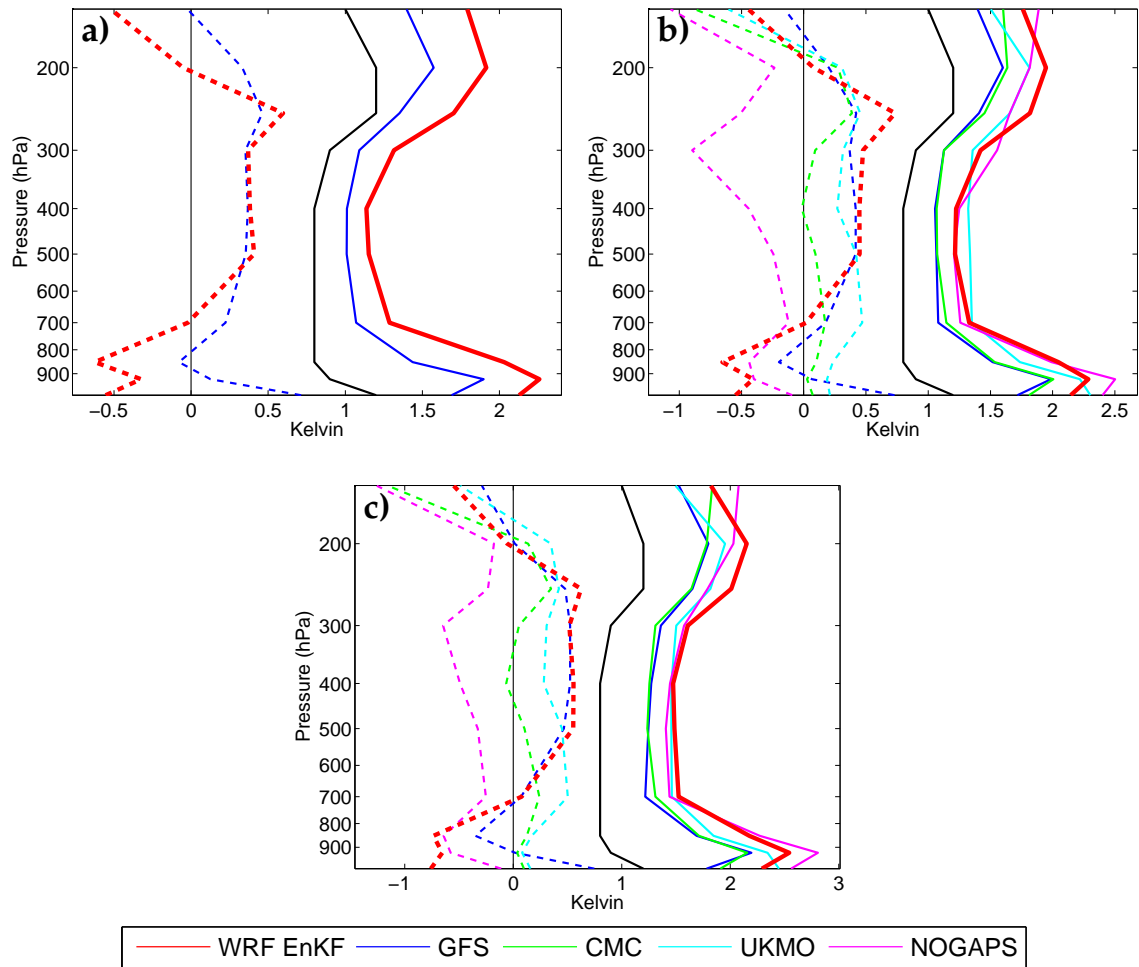 a)
200
300
400
500
600
700
800
900
Pressure (hPa)
−0.5 0 0.5 1 1.5 2
Kelvin
b)
200
300
400
500
600
700
800
900
Pressure (hPa)
−1 −0.5 0 0.5 1 1.5 2 2.5
Kelvin
c)
200
300
400
500
600
700
800
900
Pressure (hPa)
−1 0 1 2 3
Kelvin
WRF EnKF GFS CMC UKMO NOGAPS